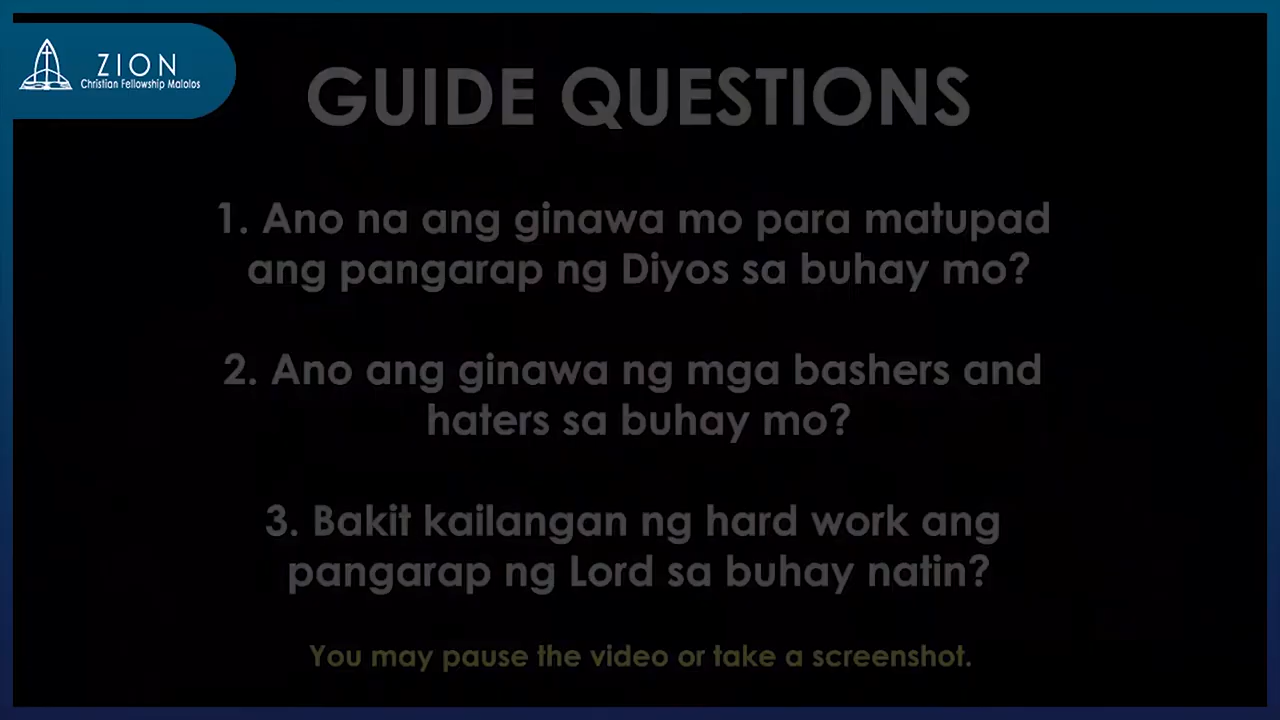 ZION
Christian Fellowship Malolos
GUIDE QUESTIONS
1. Ano na ang ginawa mo para matupad
ang pangarap ng Diyos sa buhay mo?
2. Ano ang ginawa ng mga bashers and
haters sa buhay mo?
3. Bakit kailangan ng hard work ang
pangarap ng Lord sa buhay natin?
You may pause the video or take a screenshot.